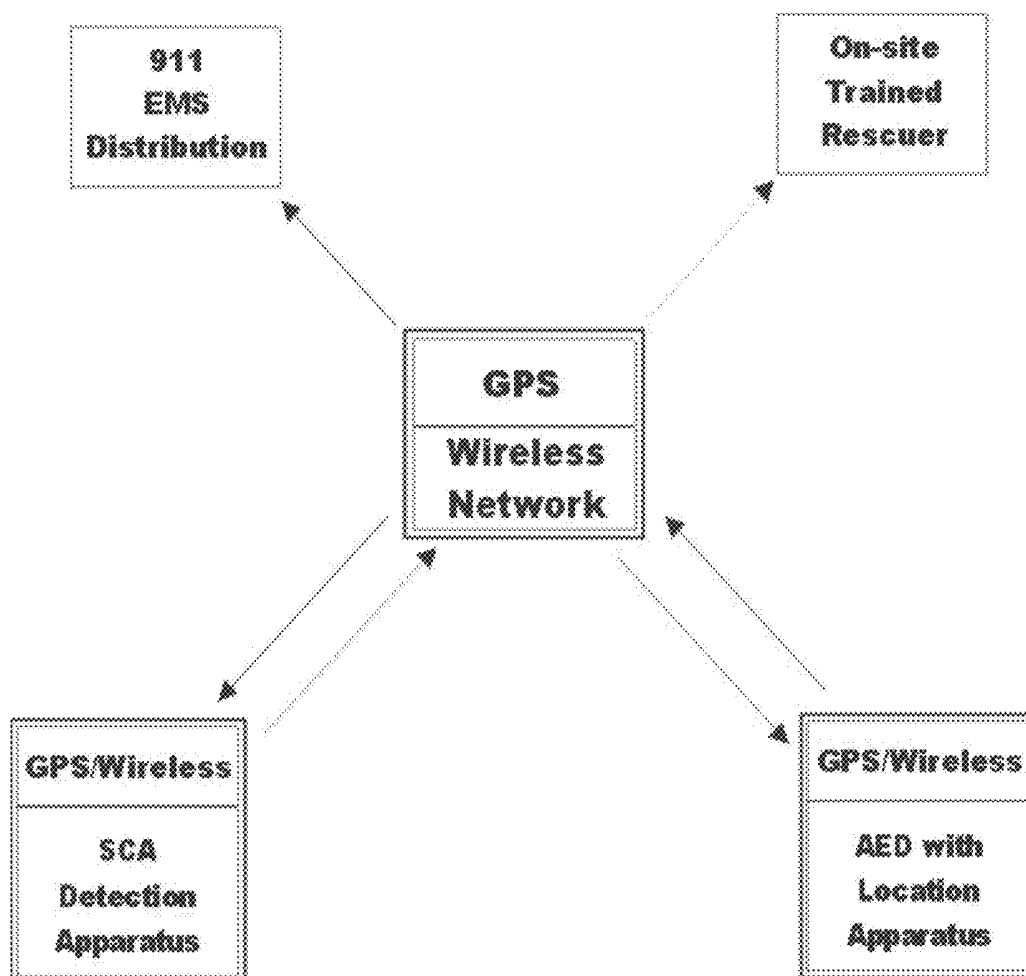 911
EMS
Distribution
On-site
Trained
Rescuer
GPS
Wireless
Network
GPS/Wireless
SCA
Detection
Apparatus
GPS/Wireless
AED with
Location
Apparatus